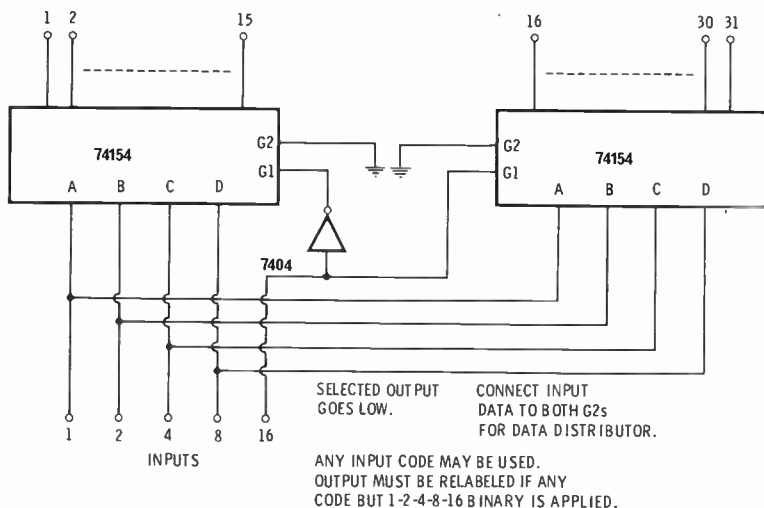 1 2 15 16 30 31
74154 G2 G1
A B C D
G2 G1 74154
A B C D
7404
SELECTED OUTPUT
GOES LOW.
CONNECT INPUT
DATA TO BOTH G2s
FOR DATA DISTRIBUTOR.
1 2 4 8 16
INPUTS
ANY INPUT CODE MAY BE USED.
OUTPUT MUST BE RELABELED IF ANY
CODE BUT 1-2-4-8-16 BINARY IS APPLIED.